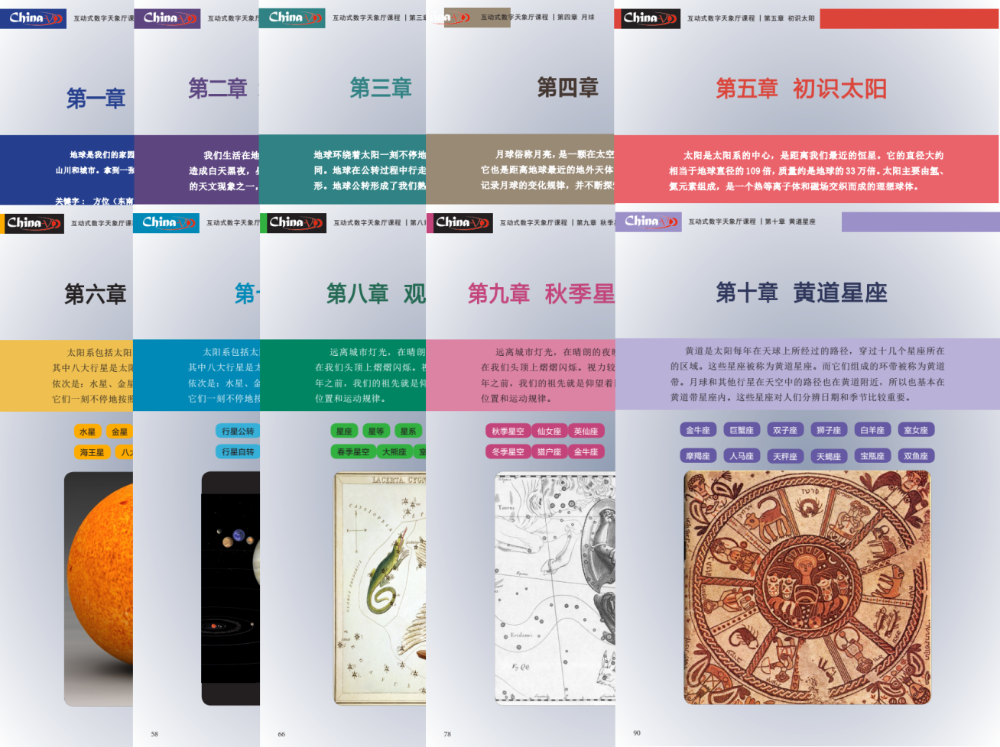 China-VO
互动式数字天象厅课
China-VO
互动式数字天象厅
China-VO
互动式数字天象厅课程 | 第三
China-VO
互动式数字天象厅课程 | 第四章 月球
China-VO
互动式数字天象厅课程 | 第五章 初识太阳
第一章
第二章
第三章
第四章
第五章 初识太阳
地球是我们的家园
山川和城市。拿到一张
关键字: 方位(东南
我们生活在地
造成白天黑夜,
的天文现象之一,
地球环绕着太阳一刻不停地
同。地球在公转过程中行走
形。地球公转形成了我们熟
月球俗称月亮,是一颗在太空
它也是距离地球最近的地外天体
记录月球的变化规律,并不断探
太阳是太阳系的中心,是距离我们最近的恒星。它的直径大约
相当于地球直径的 109 倍,质量约是地球的 33 万倍。太阳主要由氢、
氦元素组成,是一个热等离子体和磁场交织而成的理想球体。
China-VO
互动式数字天象厅课
China-VO
互动式数字天象厅
China-VO
互动式数字天象厅课程 | 第八
China-VO
互动式数字天象厅课程 | 第九章 秋季
China-VO
互动式数字天象厅课程 | 第十章 黄道星座
第六章
第
第八章 观
第九章 秋季星
第十章 黄道星座
太阳系包括太阳
其中八大行星是太阳
依次是:水星、金星
它们一刻不停地按照
太阳系包括太
其中八大行星是
依次是:水星、金
它们一刻不停地按
远离城市灯光,在晴朗
在我们头顶上熠熠闪烁。视
年之前,我们的祖先就是仰
位置和运动规律。
远离城市灯光,在晴朗的夜晚
在我们头顶上熠熠闪烁。视力较
年之前,我们的祖先就是仰望着
位置和运动规律。
黄道是太阳每年在天球上所经过的路径,穿过十几个星座所在
的区域。这些星座被称为黄道星座。而它们组成的环带被称为黄道
带。月球和其他行星在天空中的路径也在黄道附近,所以也基本在
黄道带星座内。这些星座对人们分辨日期和季节比较重要。
水星 金星
海王星 八大
行星公转
行星自转
星座 星等 星系
春季星空 大熊座 室
秋季星空 仙女座 英仙座
冬季星空 猎户座 金牛座
金牛座 巨蟹座 双子座 狮子座 白羊座 室女座
摩羯座 人马座 天秤座 天蝎座 宝瓶座 双鱼座
LACERTA, CYGN
CASSIOPEIA
GLORIA FREDERICI
Taurus
Eridanus
58
66
78
90